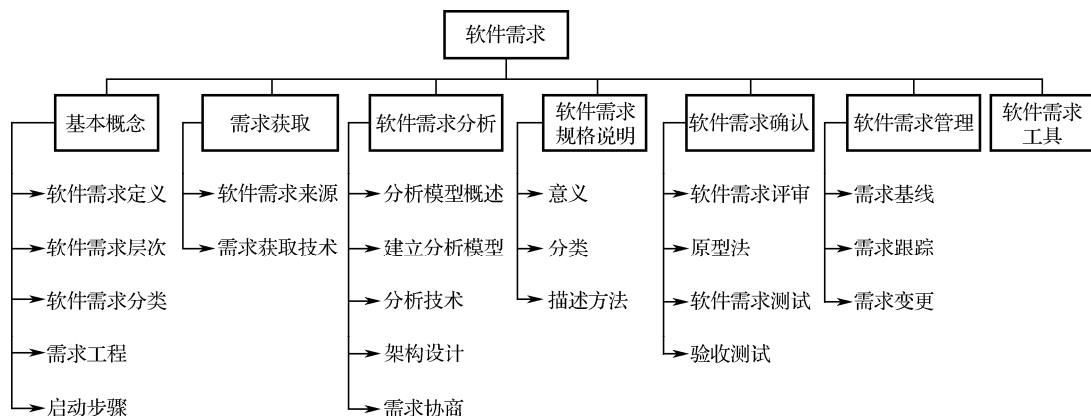 软件需求
基本概念
软件需求定义
软件需求层次
软件需求分类
需求工程
启动步骤
需求获取
软件需求来源
需求获取技术
软件需求分析
分析模型概述
建立分析模型
分析技术
架构设计
需求协商
软件需求
规格说明
意义
分类
描述方法
软件需求确认
软件需求评审
原型法
软件需求测试
验收测试
软件需求管理
需求基线
需求跟踪
需求变更
软件需求
工具